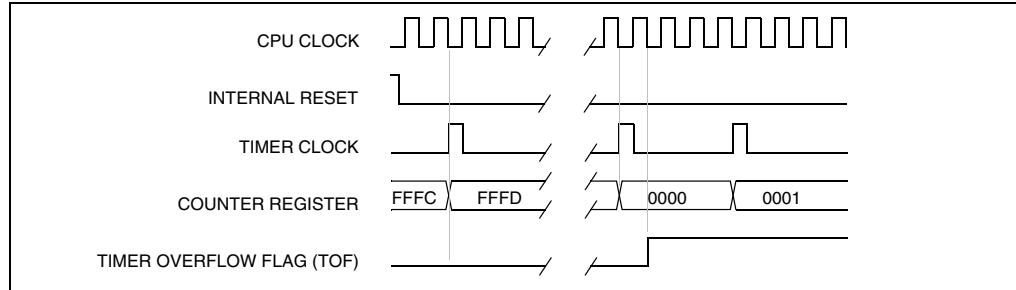 CPU CLOCK
INTERNAL RESET
TIMER CLOCK
COUNTER REGISTER FFFC FFFD 0000 0001
TIMER OVERFLOW FLAG (TOF)